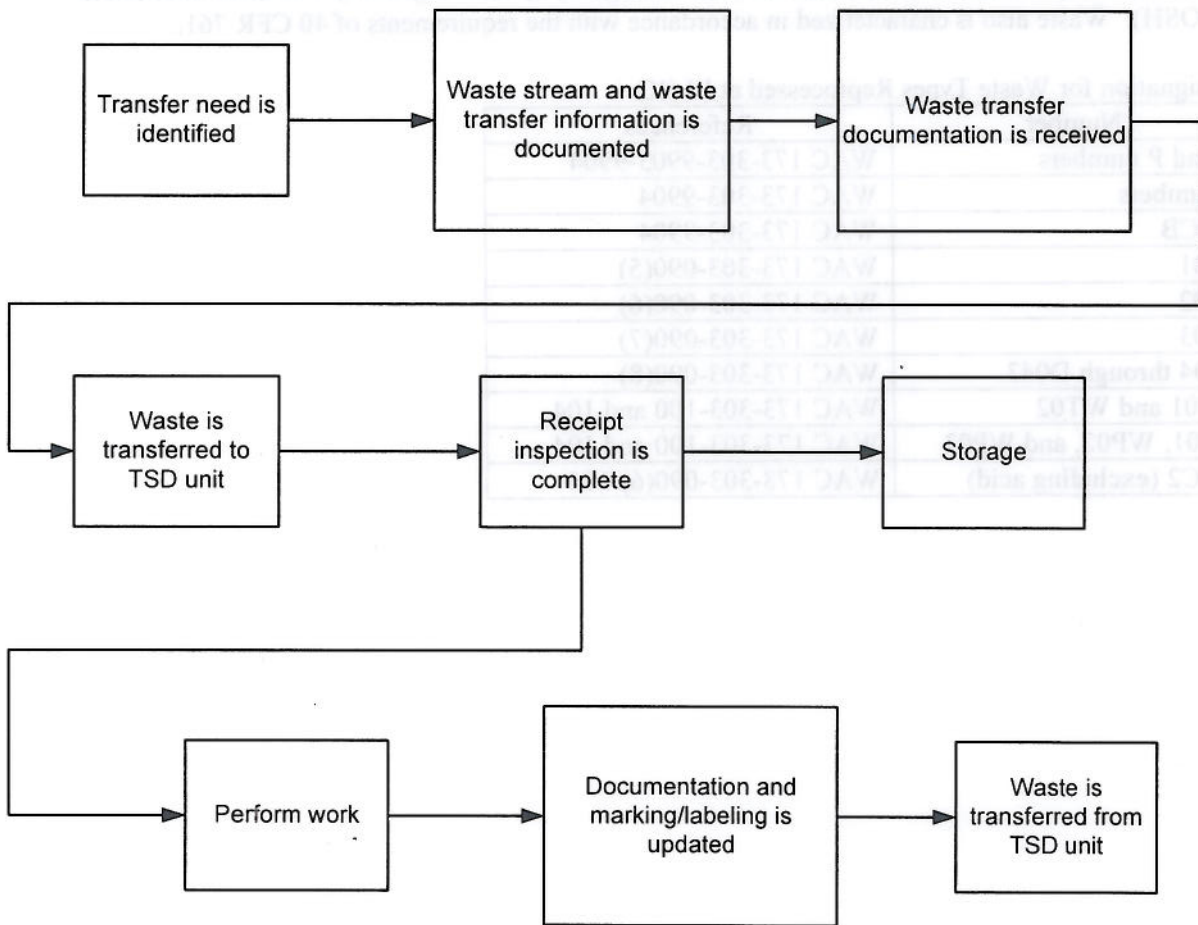 Transfer need is
identified
Waste stream and waste
transfer information is
documented
Waste transfer
documentation is received
Waste is
transferred to
TSD unit
Receipt
inspection is
complete
Storage
Perform work
Documentation and
marking/labeling is
updated
Waste is
transferred from
TSD unit